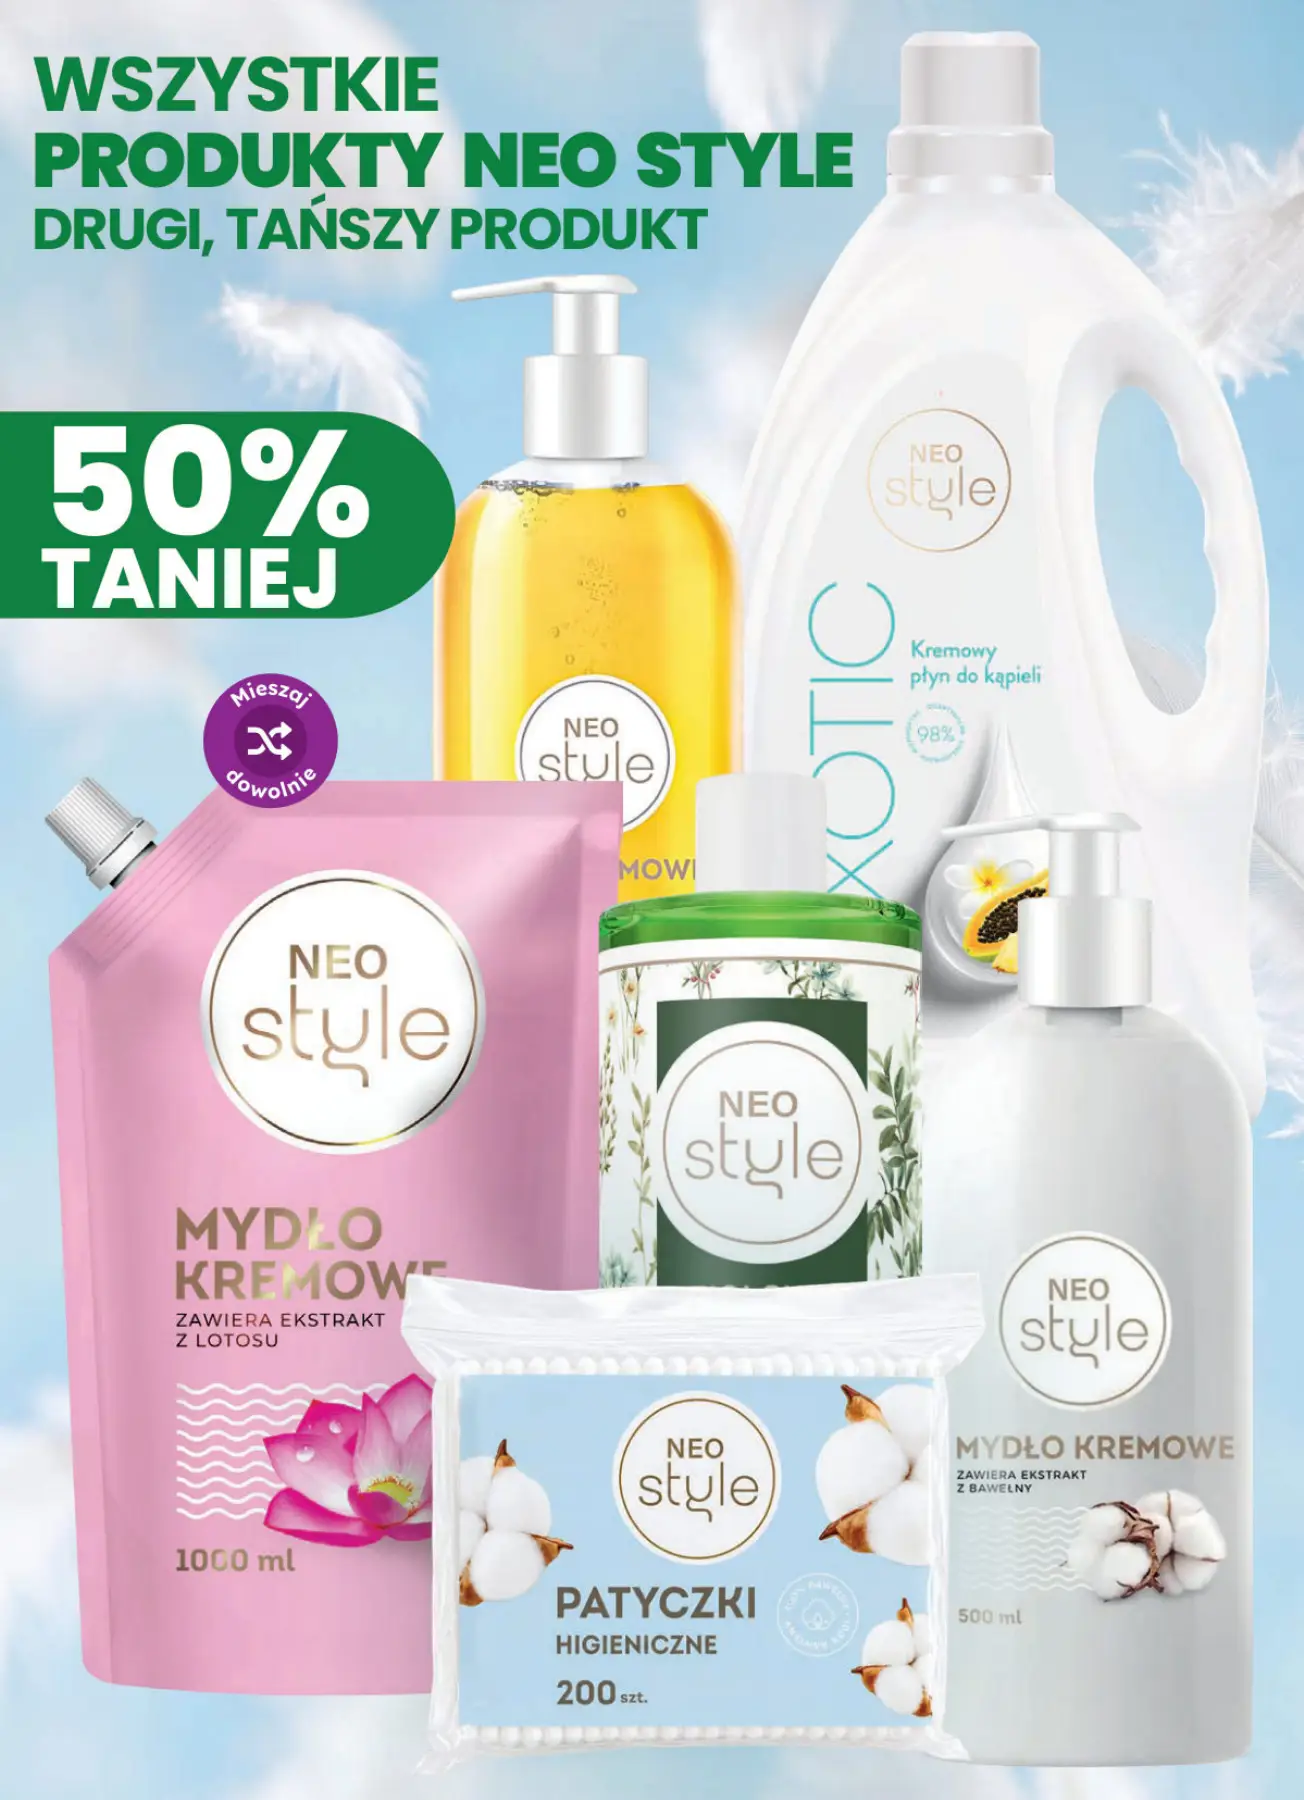 WSZYSTKIE
PRODUKTY NEO STYLE
DRUGI, TAŃSZY PRODUKT
50%
TANIEJ
Mieszaj
dowolnie
NEO
style
EXOTIC
Kremowy
płyn do kąpieli
98%
NEO
style
NEO
style
MYDŁO
KREMOWE
ZAWIERA EKSTRAKT
Z LOTOSU
1000 ml
NEO
style
NEO
style
MYDŁO KREMOWE
ZAWIERA EKSTRAKT
Z BAWEŁNY
500 ml
NEO
style
PATYCZKI
HIGIENICZNE
200 szt.